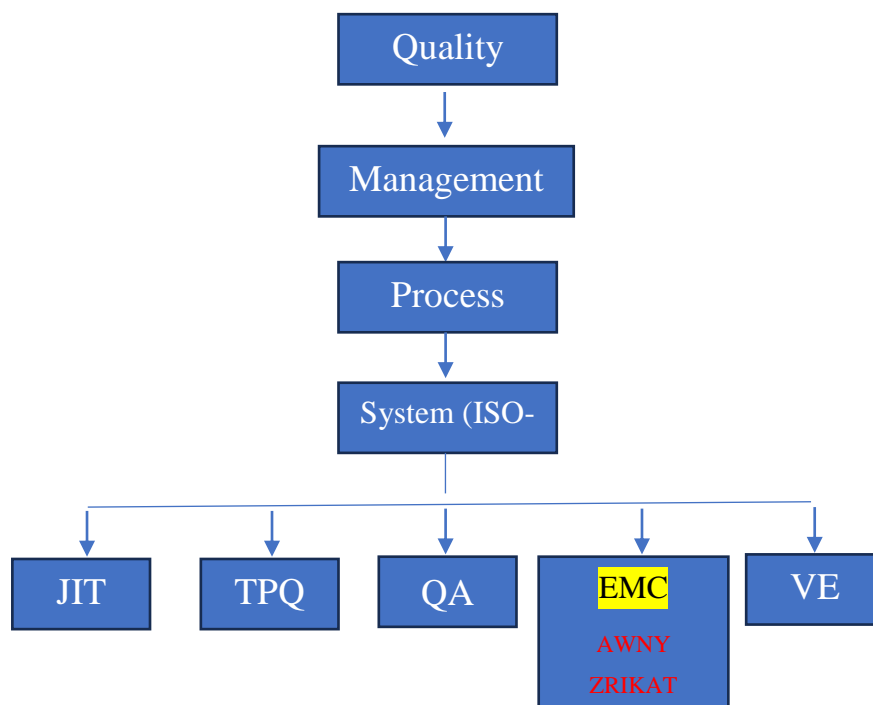 Quality
Management
Process
System (ISO-
JIT
TPQ
QA
EMC
AWNY
ZRIKAT
VE